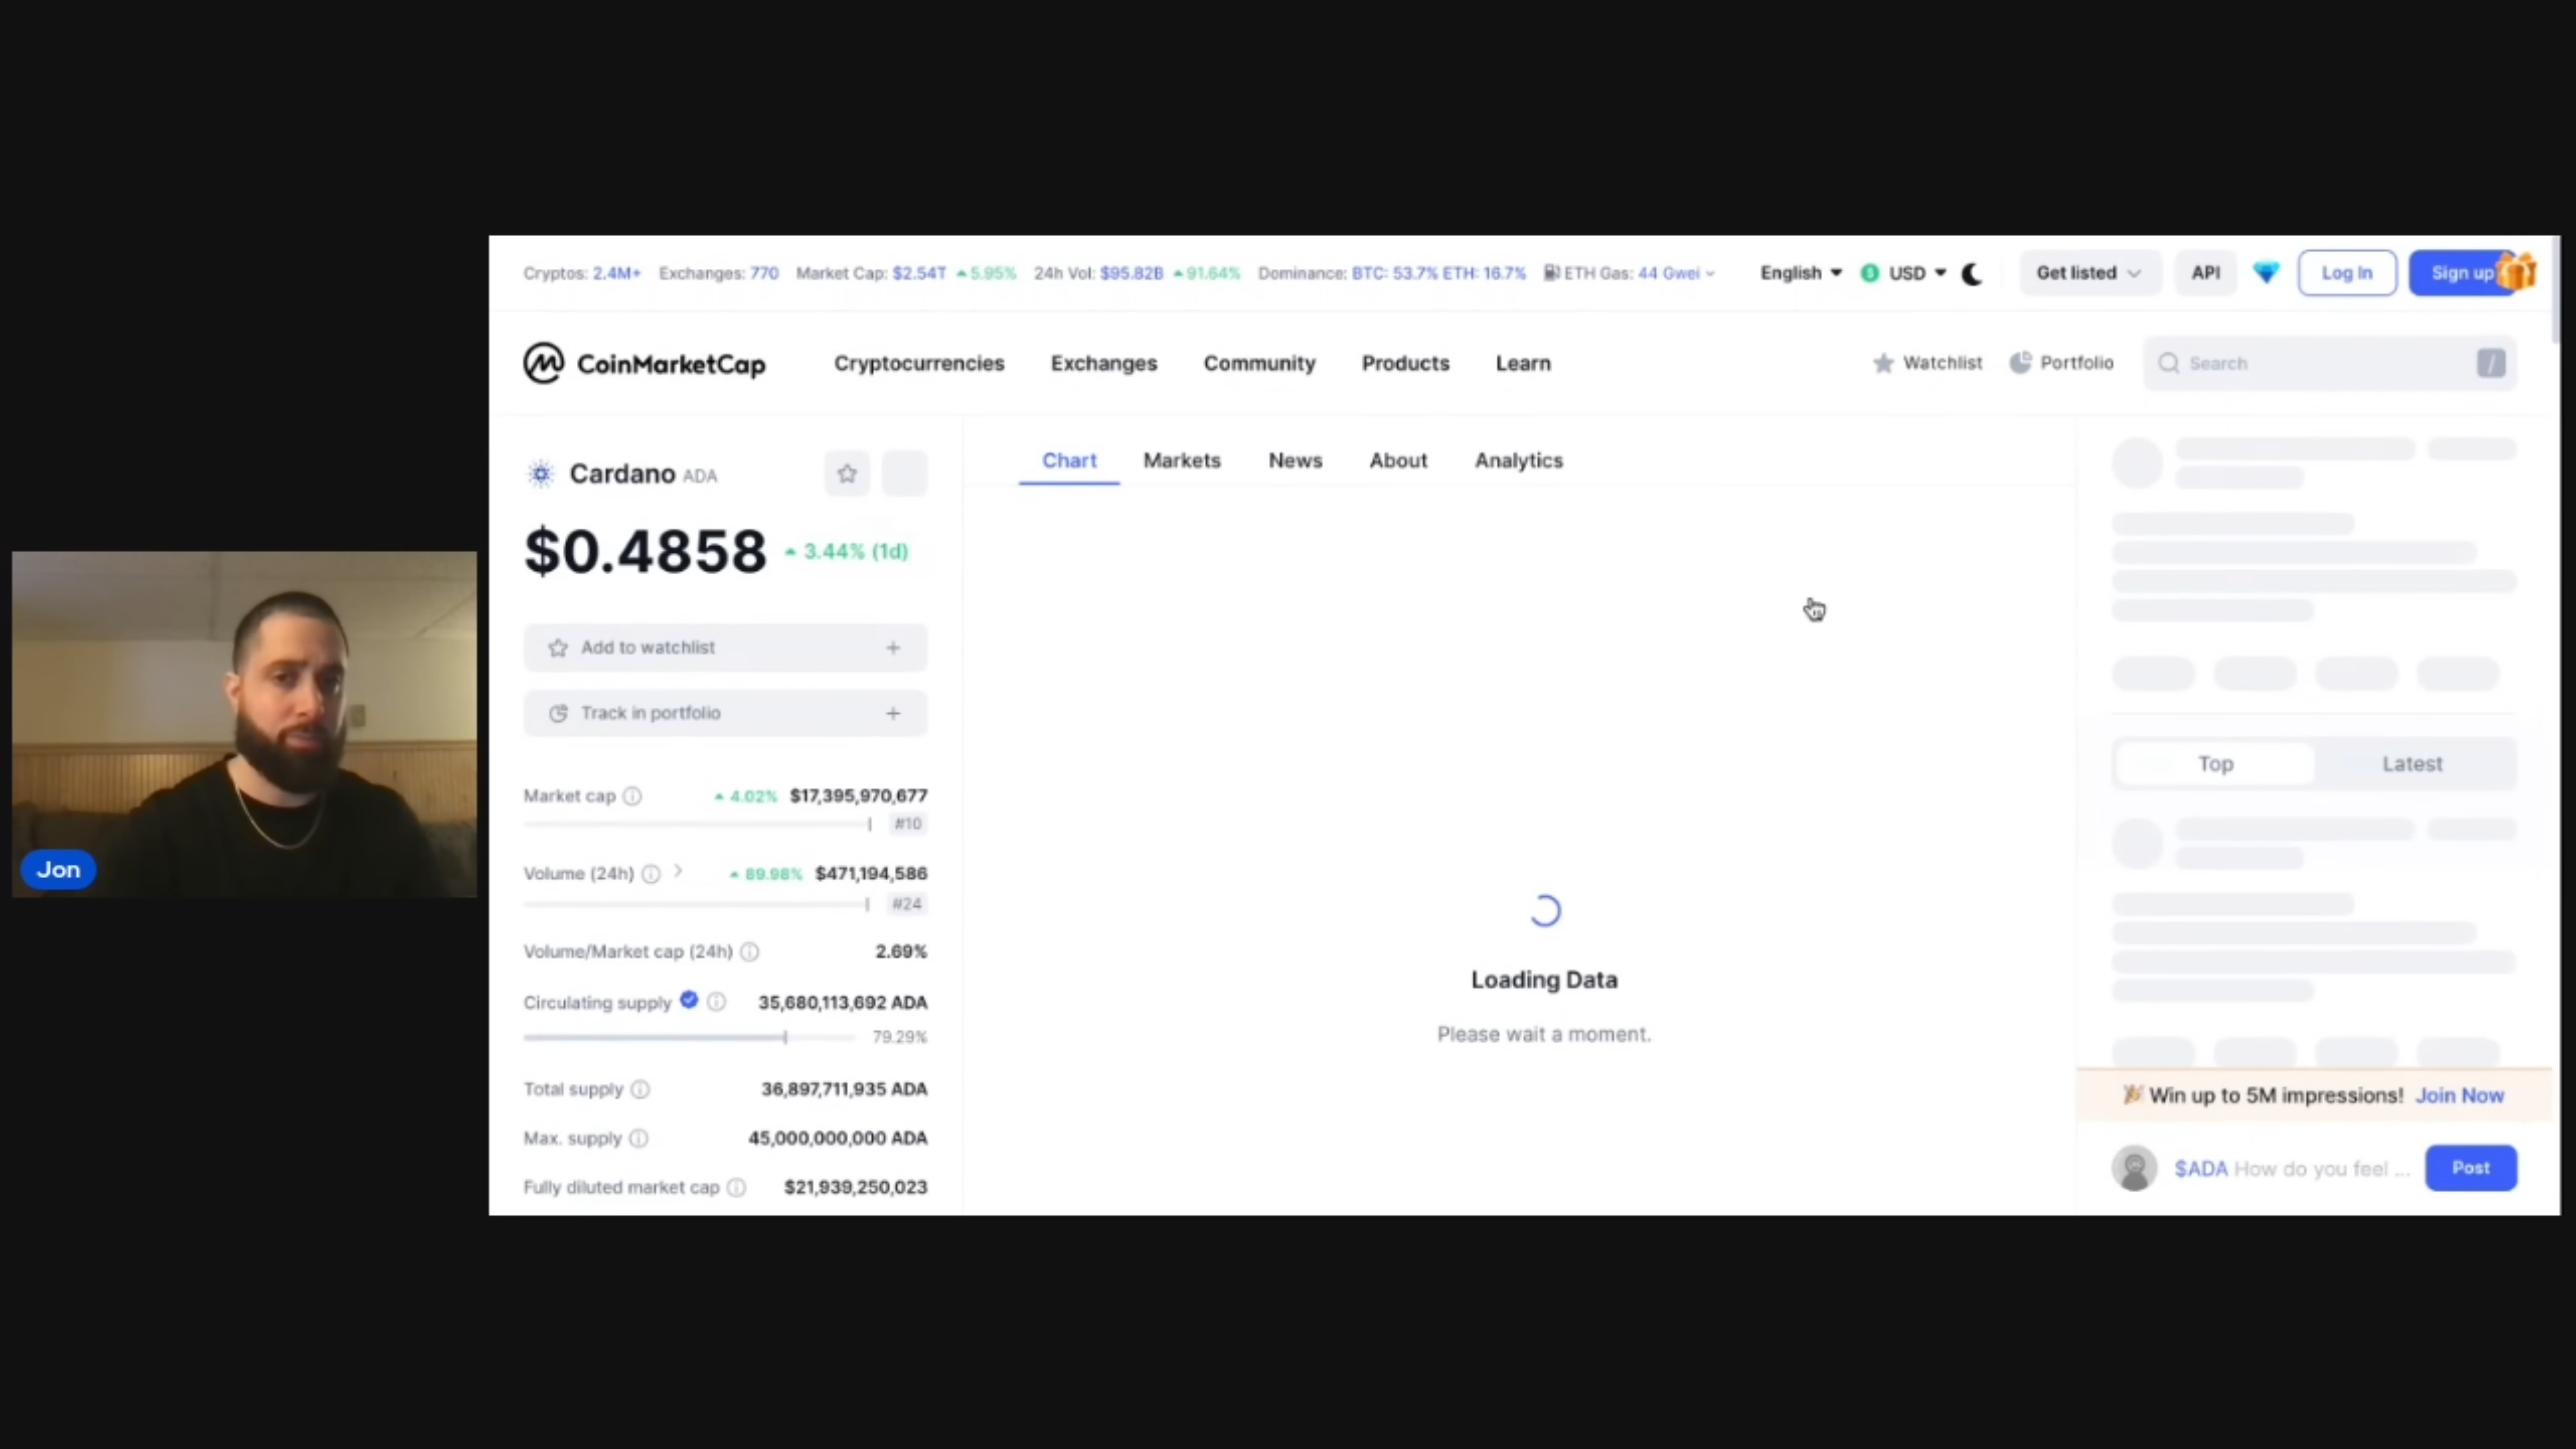 Cryptos: 2.4M+ Exchanges: 770 Market Cap: $2.54T 5.95% 24h Vol: $95.82B 91.64% Dominance: BTC: 53.7% ETH: 16.7% ETH Gas: 44 Gwei English USD Get listed API Log In Sign up
CoinMarketCap Cryptocurrencies Exchanges Community Products Learn Watchlist Portfolio Search /
Chart Markets News About Analytics
Cardano ADA
$0.4858 3.44% (1d)
Add to watchlist +
Track in portfolio +
Market cap 4.02% $17,395,970,677
#10
Volume (24h) > 89.98% $471,194,586
#24
Volume/Market cap (24h) 2.69%
Circulating supply 35,680,113,692 ADA
79.29%
Total supply 36,897,711,935 ADA
Max. supply 45,000,000,000 ADA
Fully diluted market cap $21,939,250,023
Loading Data
Please wait a moment.
Top Latest
Win up to 5M impressions! Join Now
$ADA How do you feel ... Post
Jon